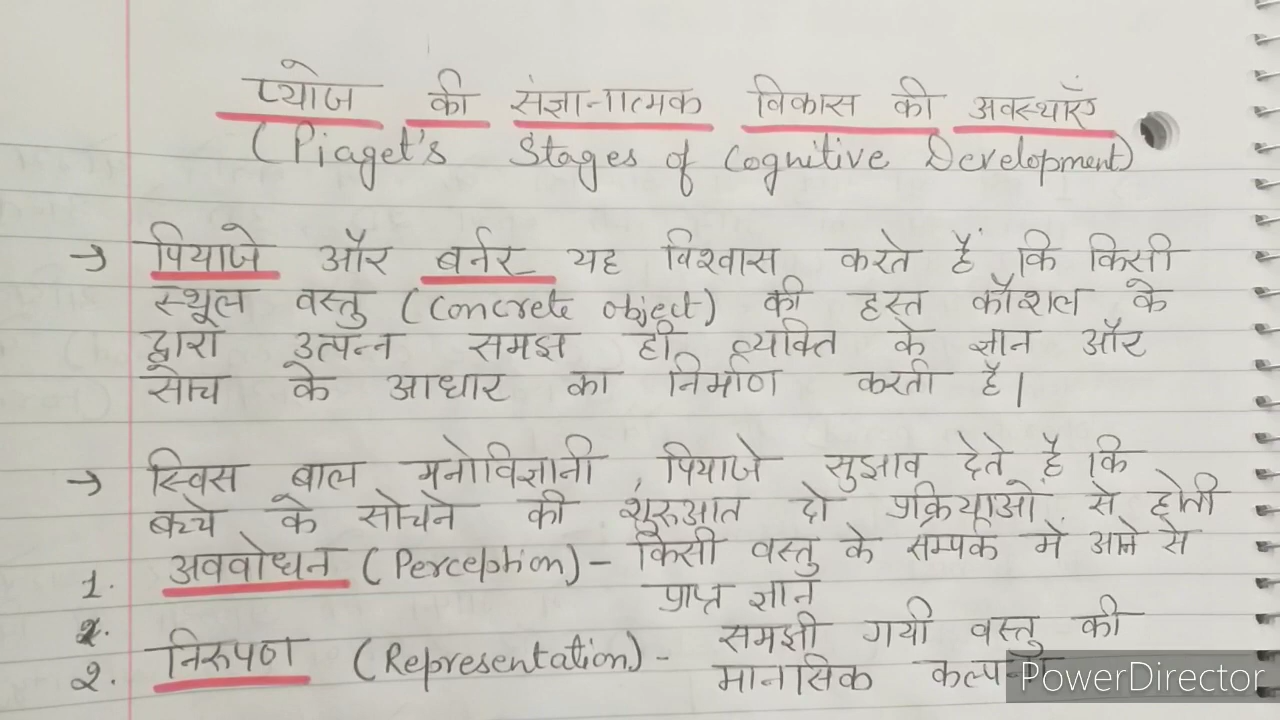 प्योज की संज्ञानात्मक विकास की अवस्थाएँ
(Piaget's Stages of Cognitive Development)
→ पियाजे और बर्नर यह विश्वास करते हैं कि किसी
स्थूल वस्तु (Concrete object) की हस्त कौशल के
द्वारा उत्पन्न समझ ही व्यक्ति के ज्ञान और
सोच के आधार का निर्माण करती है।
→ स्विस बाल मनोविज्ञानी, पियाजे सुझाव देते है कि
बच्चे के सोचने की शुरुआत दो प्रक्रियाओं से होती
1. अवबोधन (Perception) – किसी वस्तु के सम्पर्क में आने से
प्राप्त ज्ञान
2. निरुपण (Representation) - समझी गयी वस्तु की
मानसिक
PowerDirector